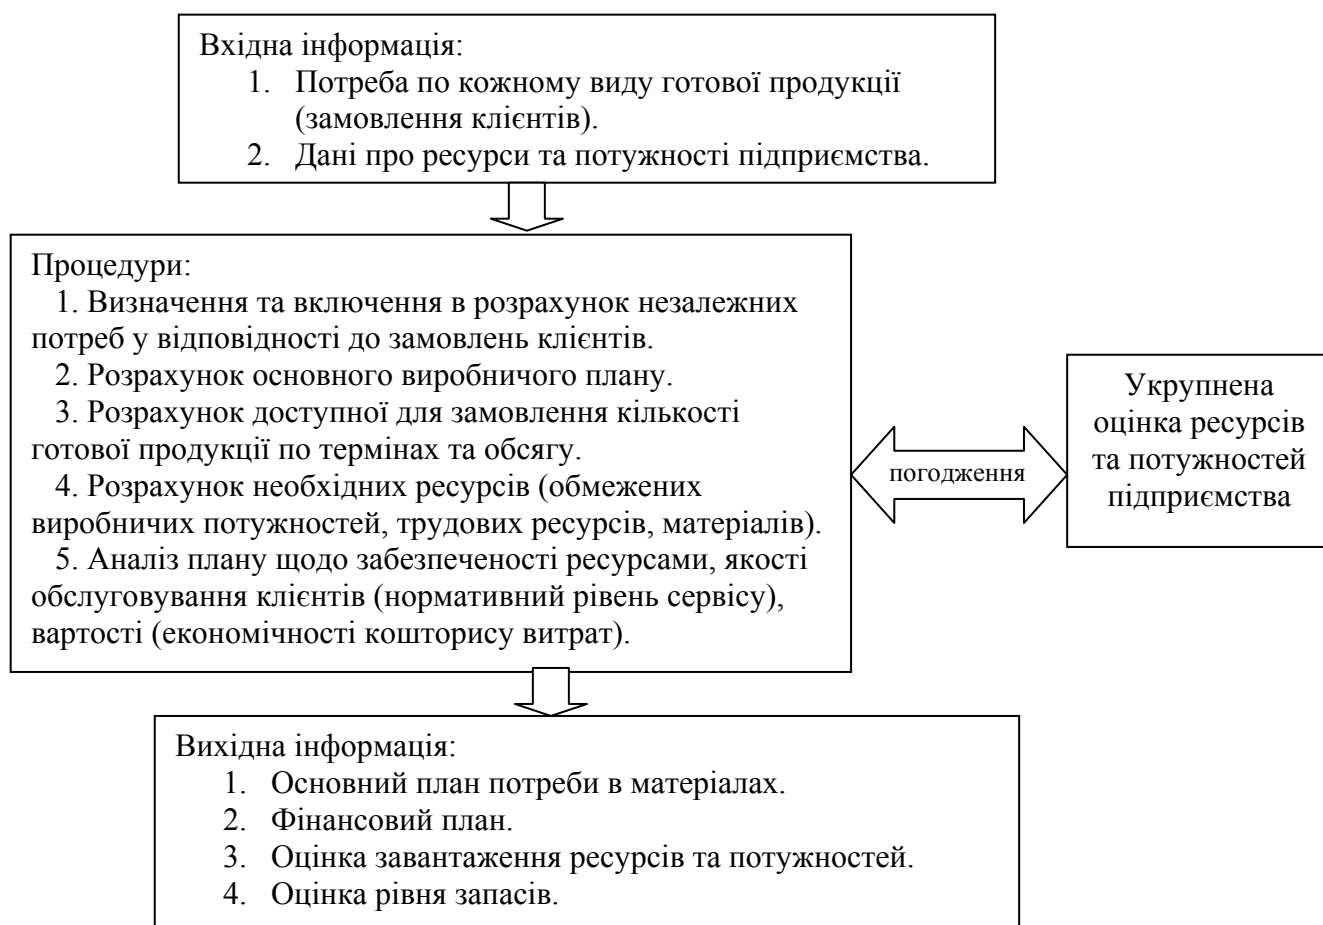 Вхідна інформація:
1. Потреба по кожному виду готової продукції
(замовлення клієнтів).
2. Дані про ресурси та потужності підприємства.
Процедури:
1. Визначення та включення в розрахунок незалежних
потреб у відповідності до замовлень клієнтів.
2. Розрахунок основного виробничого плану.
3. Розрахунок доступної для замовлення кількості
готової продукції по термінах та обсягу.
4. Розрахунок необхідних ресурсів (обмежених
виробничих потужностей, трудових ресурсів, матеріалів).
5. Аналіз плану щодо забезпеченості ресурсами, якості
обслуговування клієнтів (нормативний рівень сервісу),
вартості (економічності кошторису витрат).
погодження
Укрупнена
оцінка ресурсів
та потужностей
підприємства
Вихідна інформація:
1. Основний план потреби в матеріалах.
2. Фінансовий план.
3. Оцінка завантаження ресурсів та потужностей.
4. Оцінка рівня запасів.